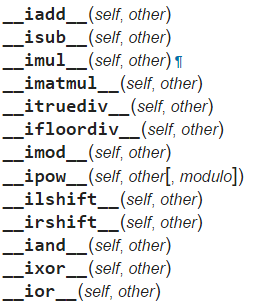 __iadd__(self, other)
__isub__(self, other)
__imul__(self, other) ¶
__imatmul__(self, other)
__itruediv__(self, other)
__ifloordiv__(self, other)
__imod__(self, other)
__ipow__(self, other[, modulo])
__ilshift__(self, other)
__irshift__(self, other)
__iand__(self, other)
__ixor__(self, other)
__ior__(self, other)